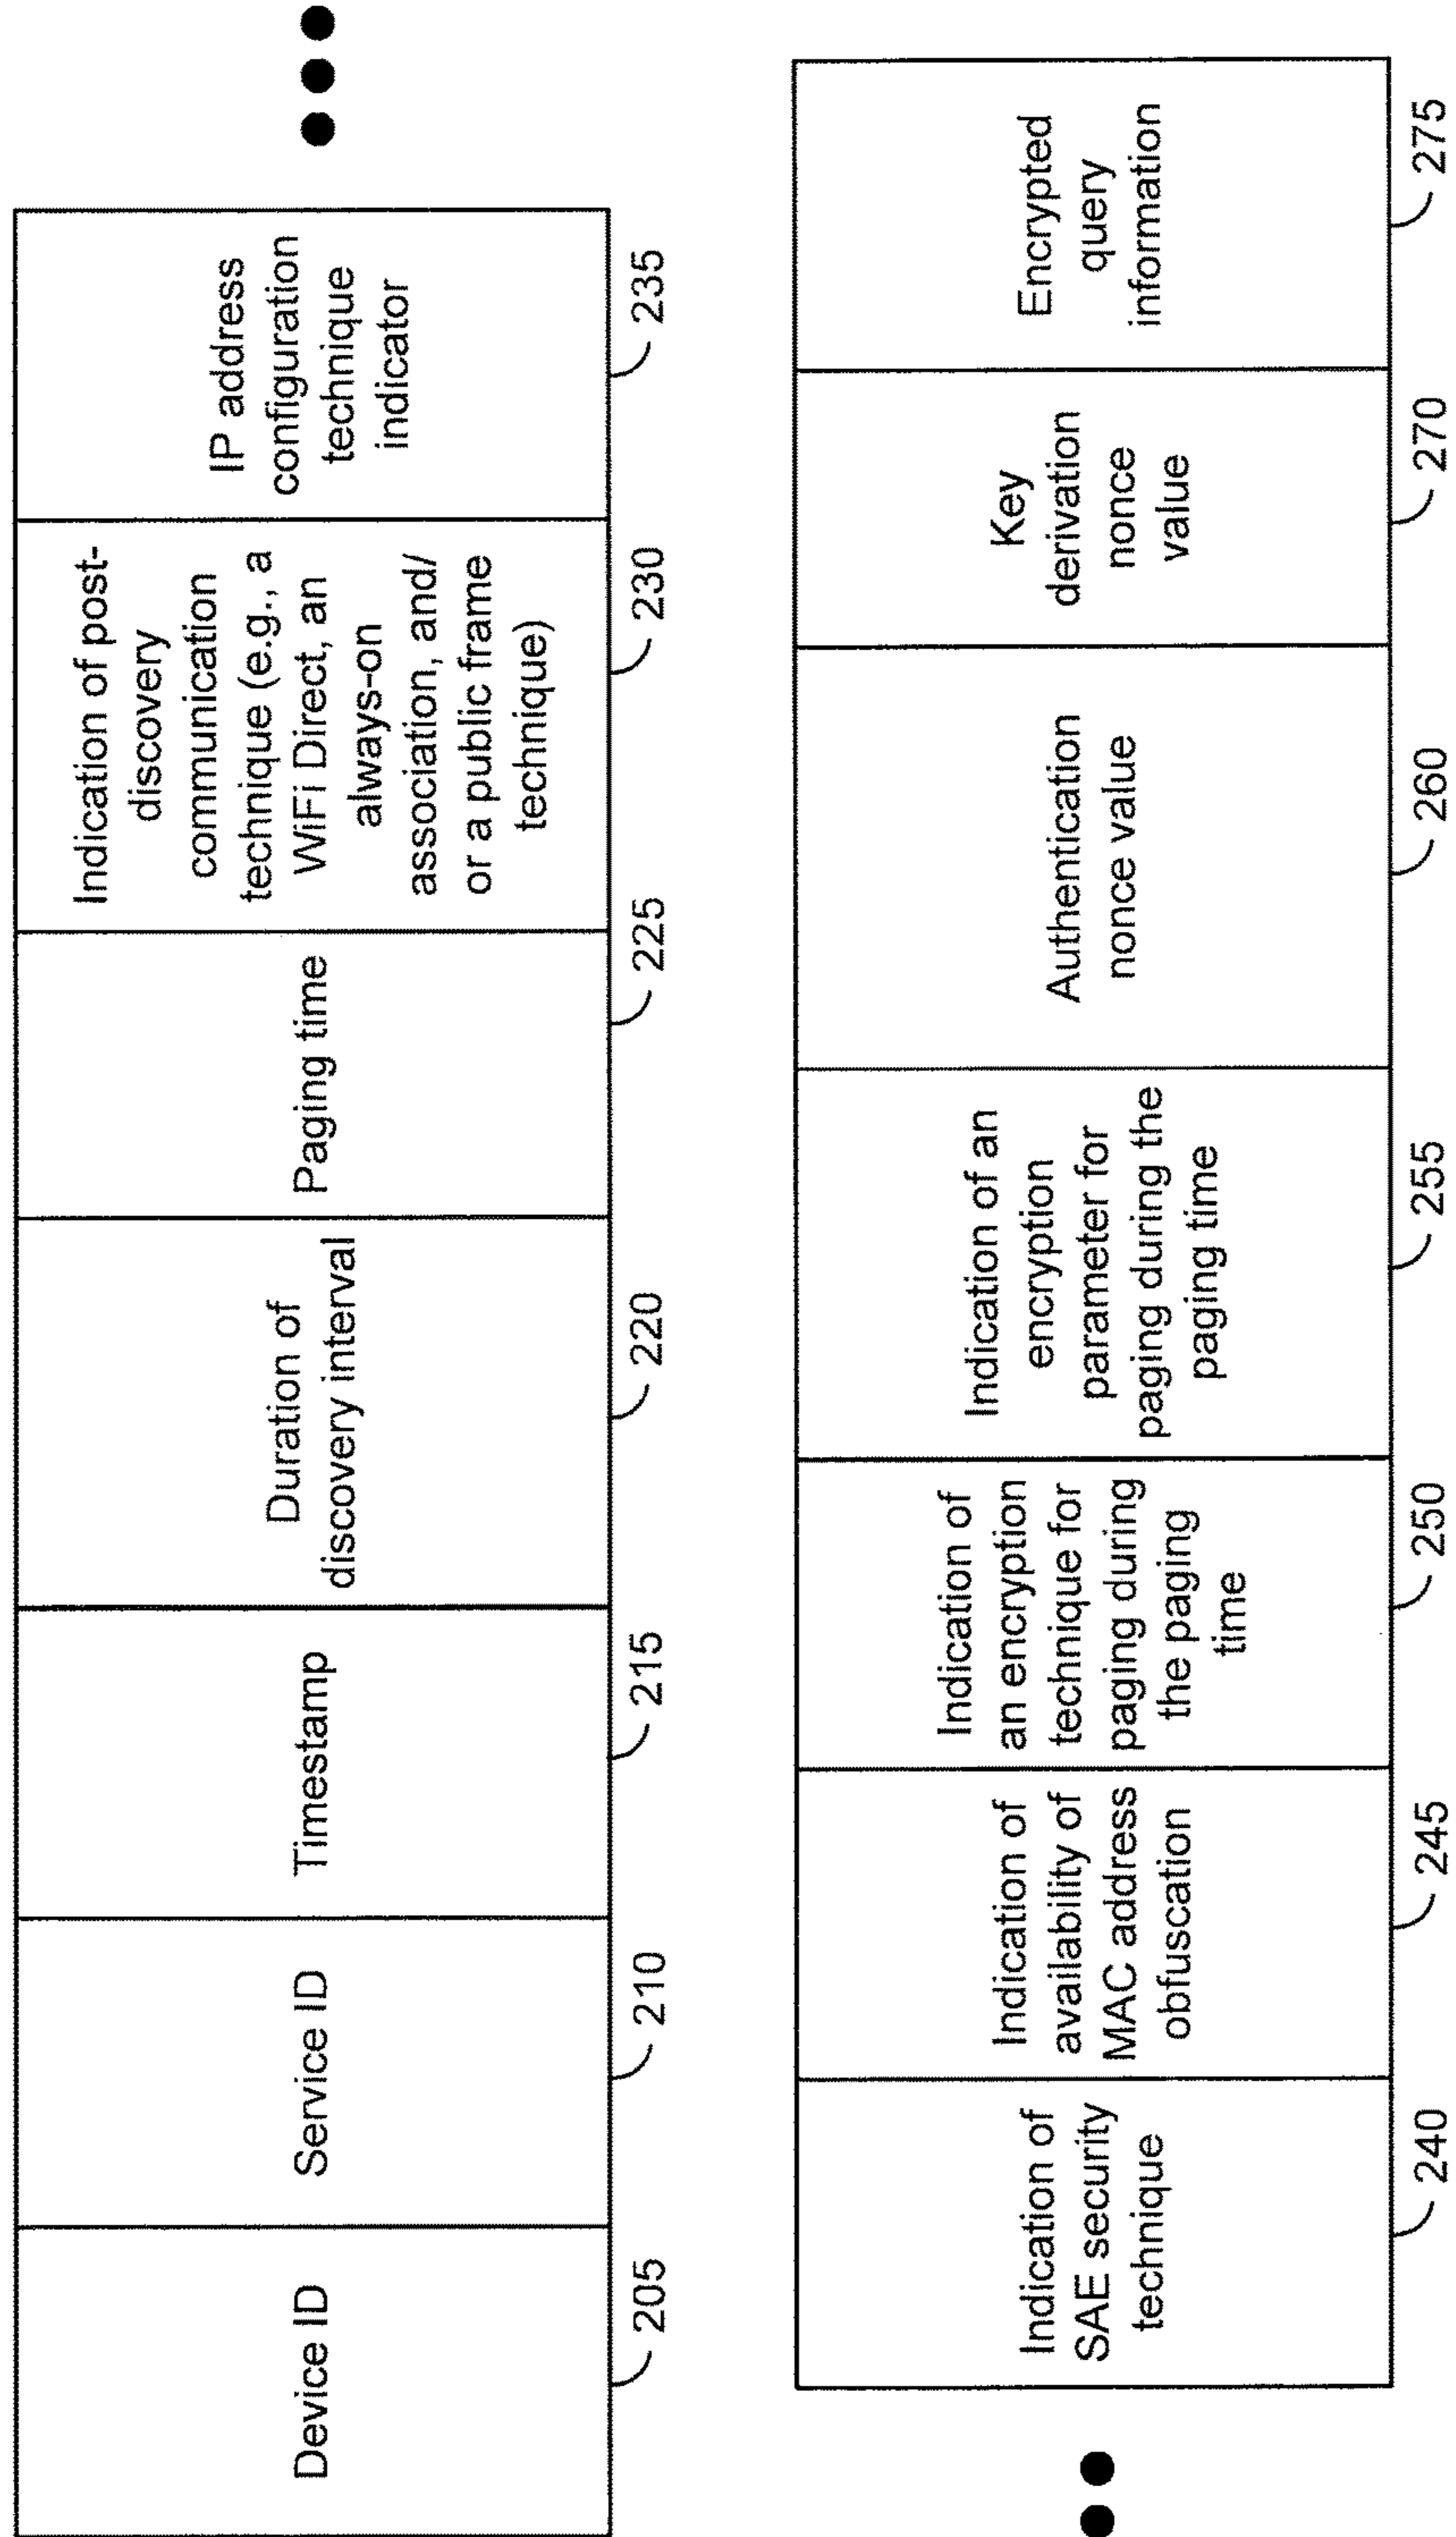 Device ID
205
Service ID
210
Timestamp
215
Duration of
discovery interval
220
Paging time
225
Indication of post-
discovery
communication
technique (e.g., a
WiFi Direct, an
always-on
association, and/
or a public frame
technique)
230
IP address
configuration
technique
indicator
235
Indication of
SAE security
technique
240
Indication of
availability of
MAC address
obfuscation
245
Indication of
an encryption
technique for
paging during
the paging
time
250
Indication of an
encryption
parameter for
paging during the
paging time
255
Authentication
nonce value
260
Key
derivation
nonce
value
270
Encrypted
query
information
275